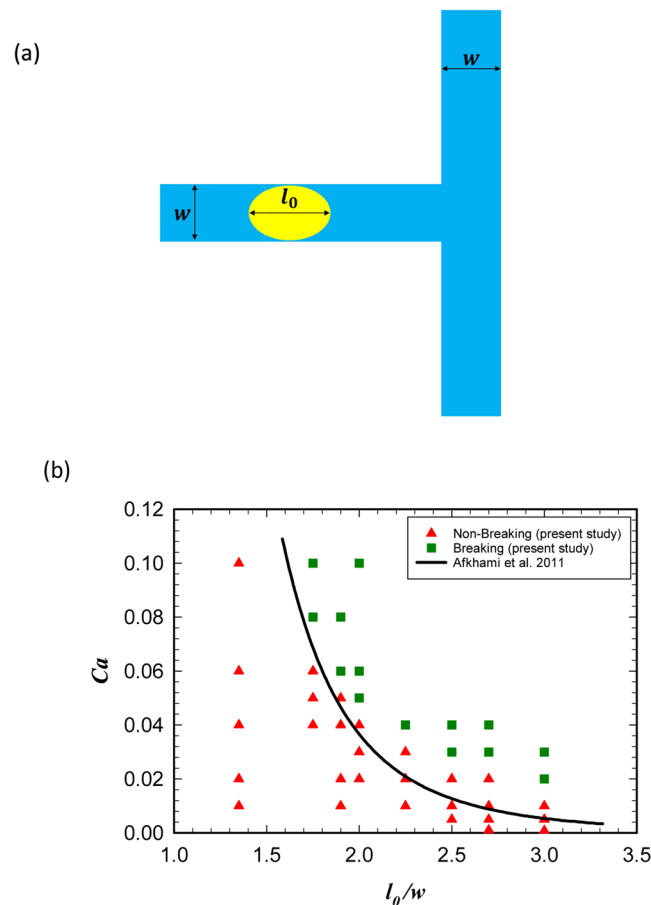 (a)
w
w
l₀
(b)
0.12
0.10
0.08
0.06
0.04
0.02
0.00
Ca
Non-Breaking (present study)
Breaking (present study)
Afkhami et al. 2011
1.0 1.5 2.0 2.5 3.0 3.5
l₀/w